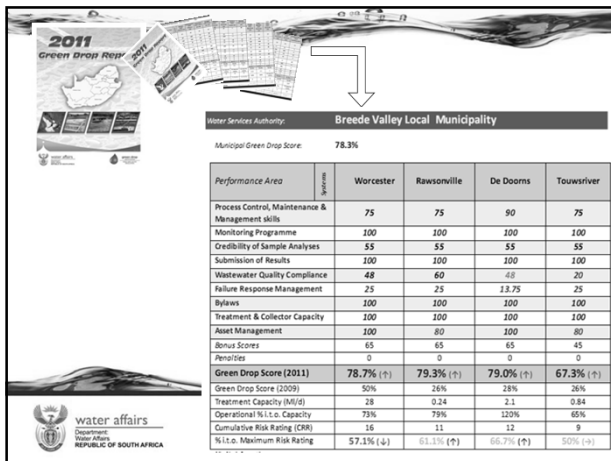 2011
Green Drop Report
2011
water affairs
Water Services Authority: Breede Valley Local Municipality
Municipal Green Drop Score: 78.3%
Performance Area Systems Worcester Rawsonville De Doorns Touwsriver
Process Control, Maintenance & Management skills 75 75 90 75
Monitoring Programme 100 100 100 100
Credibility of Sample Analyses 55 55 55 55
Submission of Results 100 100 100 100
Wastewater Quality Compliance 48 60 48 20
Failure Response Management 25 25 13.75 25
Bylaws 100 100 100 100
Treatment & Collector Capacity 100 100 100 100
Asset Management 100 80 100 80
Bonus Scores 65 65 65 45
Penalties 0 0 0 0
Green Drop Score (2011) 78.7% (↑) 79.3% (↑) 79.0% (↑) 67.3% (↑)
Green Drop Score (2009) 50% 26% 28% 26%
Treatment Capacity (Ml/d) 28 0.24 2.1 0.84
Operational % i.t.o. Capacity 73% 79% 120% 65%
Cumulative Risk Rating (CRR) 16 11 12 9
% i.t.o. Maximum Risk Rating 57.1% (↓) 61.1% (↑) 66.7% (↑) 50% (→)
water affairs
Department:
Water Affairs
REPUBLIC OF SOUTH AFRICA